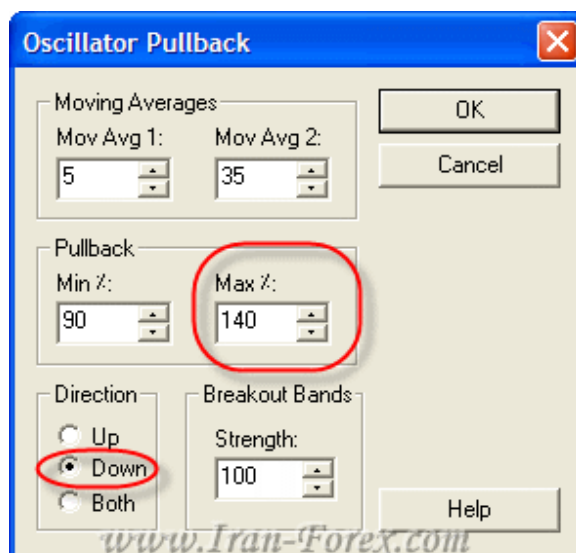 Oscillator Pullback
Moving Averages
Mov Avg 1:
Mov Avg 2:
5
35
OK
Cancel
Pullback
Min %:
Max %:
90
140
Direction
Up
Down
Both
Breakout Bands
Strength:
100
Help
www.Iran-Forex.com